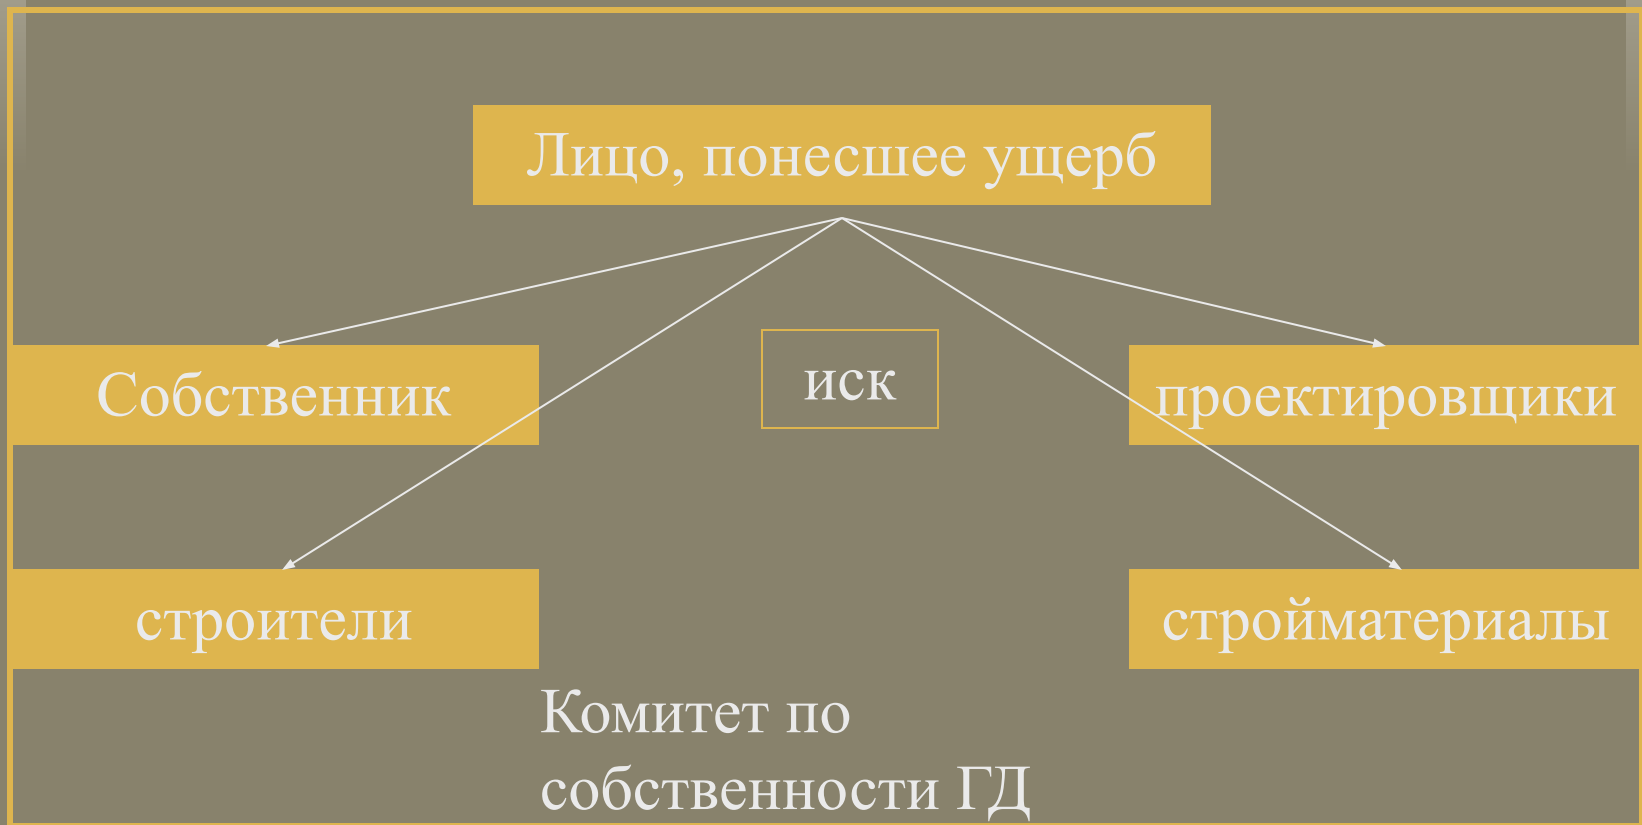 Лицо, понесшее ущерб
Собственник
иск
проектировщики
строители
стройматериалы
Комитет по
собственности ГД